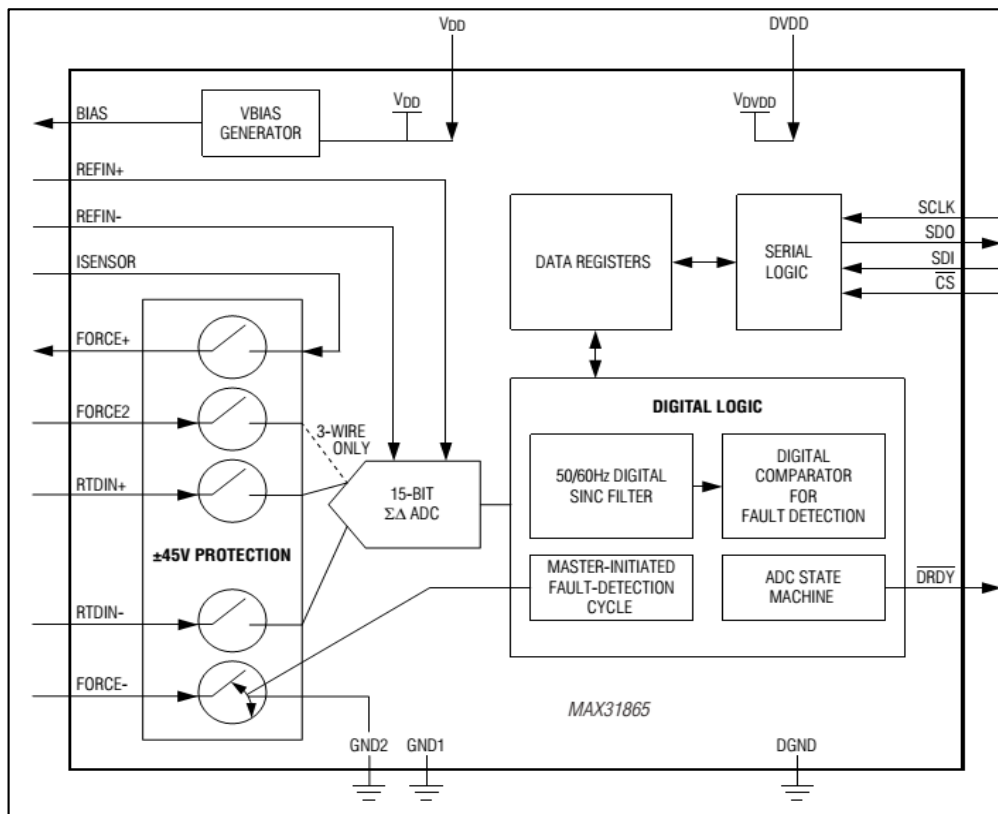 VDD
DVDD
BIAS
VBIAS
GENERATOR
VDD
VDVDD
REFIN+
REFIN-
ISENSOR
DATA REGISTERS
SERIAL
LOGIC
SCLK
SDO
SDI
CS
FORCE+
FORCE2
3-WIRE
ONLY
RTDIN+
15-BIT
ΣΔ ADC
±45V PROTECTION
RTDIN-
FORCE-
DIGITAL LOGIC
50/60Hz DIGITAL
SINC FILTER
DIGITAL
COMPARATOR
FOR
FAULT DETECTION
MASTER-INITIATED
FAULT-DETECTION
CYCLE
ADC STATE
MACHINE
DRDY
MAX31865
GND2
GND1
DGND